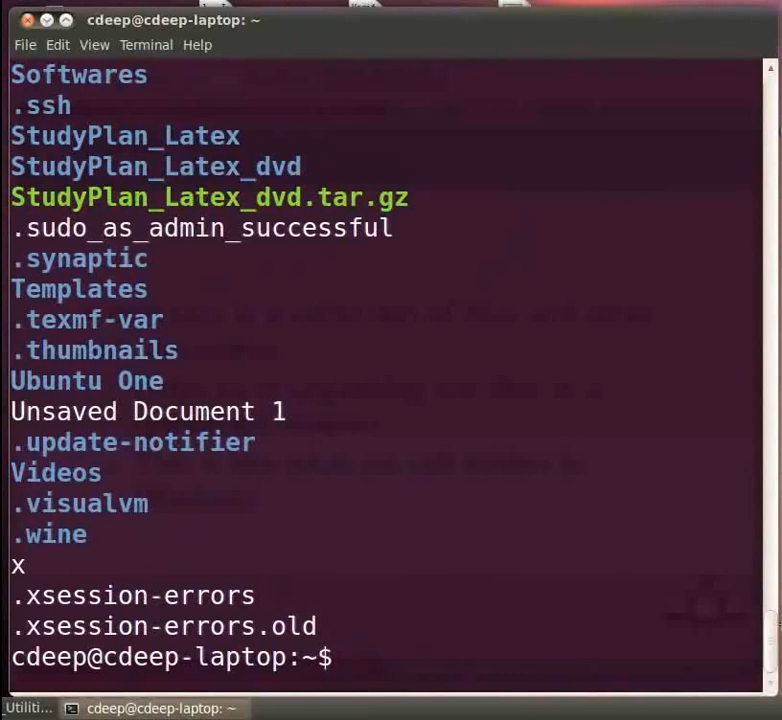 cdeep@cdeep-laptop: ~
File Edit View Terminal Help
Softwares
.ssh
StudyPlan_Latex
StudyPlan_Latex_dvd
StudyPlan_Latex_dvd.tar.gz
.sudo_as_admin_successful
.synaptic
Templates
.texmf-var
.thumbnails
Ubuntu One
Unsaved Document 1
.update-notifier
Videos
.visualvm
.wine
x
.xsession-errors
.xsession-errors.old
cdeep@cdeep-laptop:~$
_Utiliti... cdeep@cdeep-laptop: ~